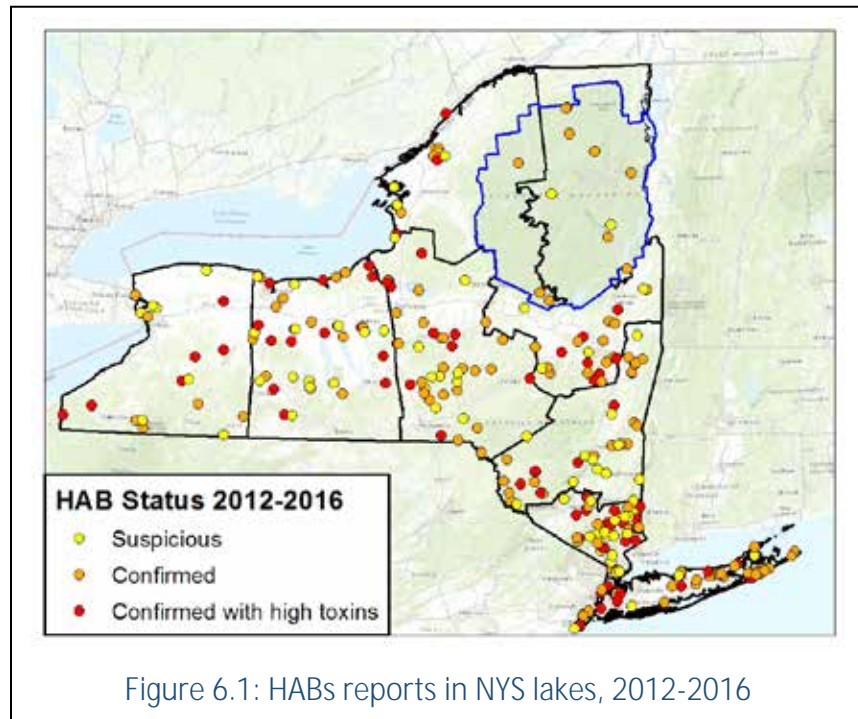 HAB Status 2012-2016
Suspicious
Confirmed
Confirmed with high toxins
Figure 6.1: HABs reports in NYS lakes, 2012-2016